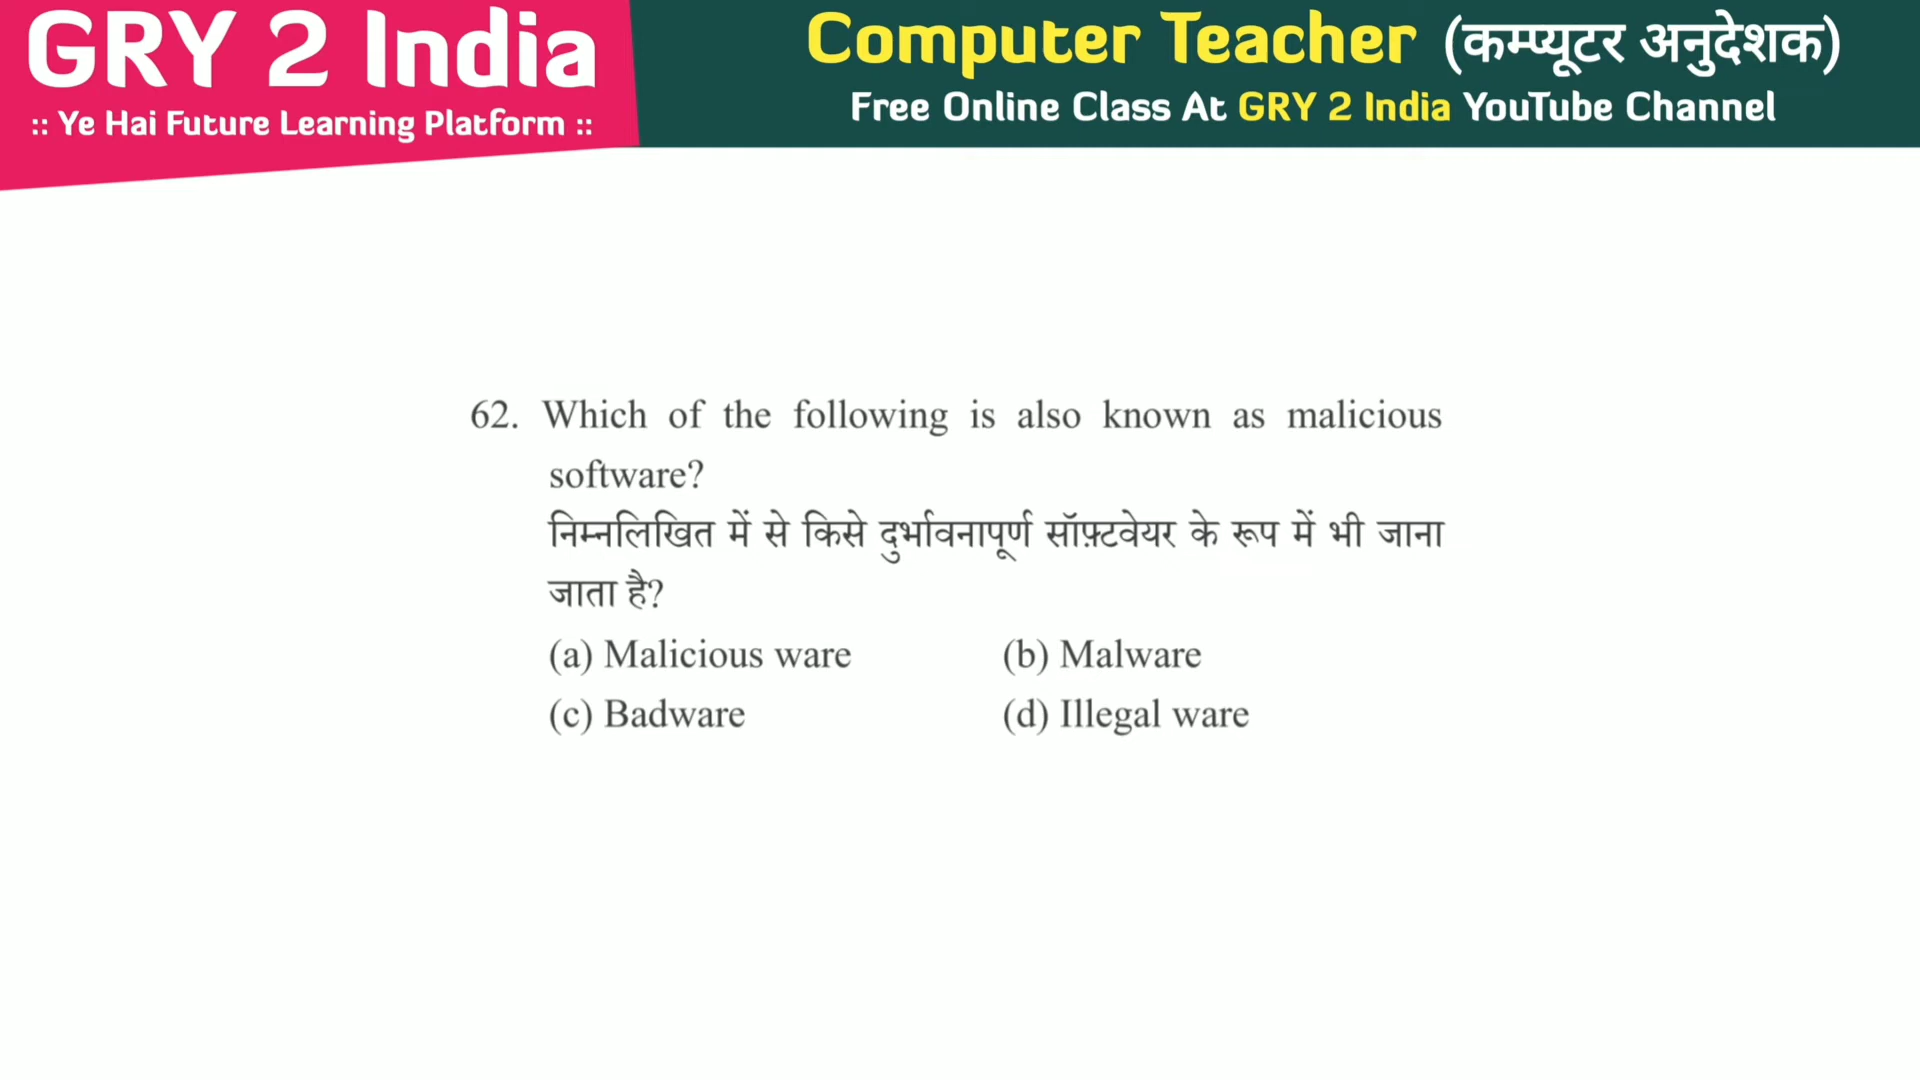 GRY 2 India
:: Ye Hai Future Learning Platform ::
Computer Teacher (कम्प्यूटर अनुदेशक)
Free Online Class At GRY 2 India YouTube Channel
62. Which of the following is also known as malicious
software?
निम्नलिखित में से किसे दुर्भावनापूर्ण सॉफ़्टवेयर के रूप में भी जाना
जाता है?
(a) Malicious ware (b) Malware
(c) Badware (d) Illegal ware